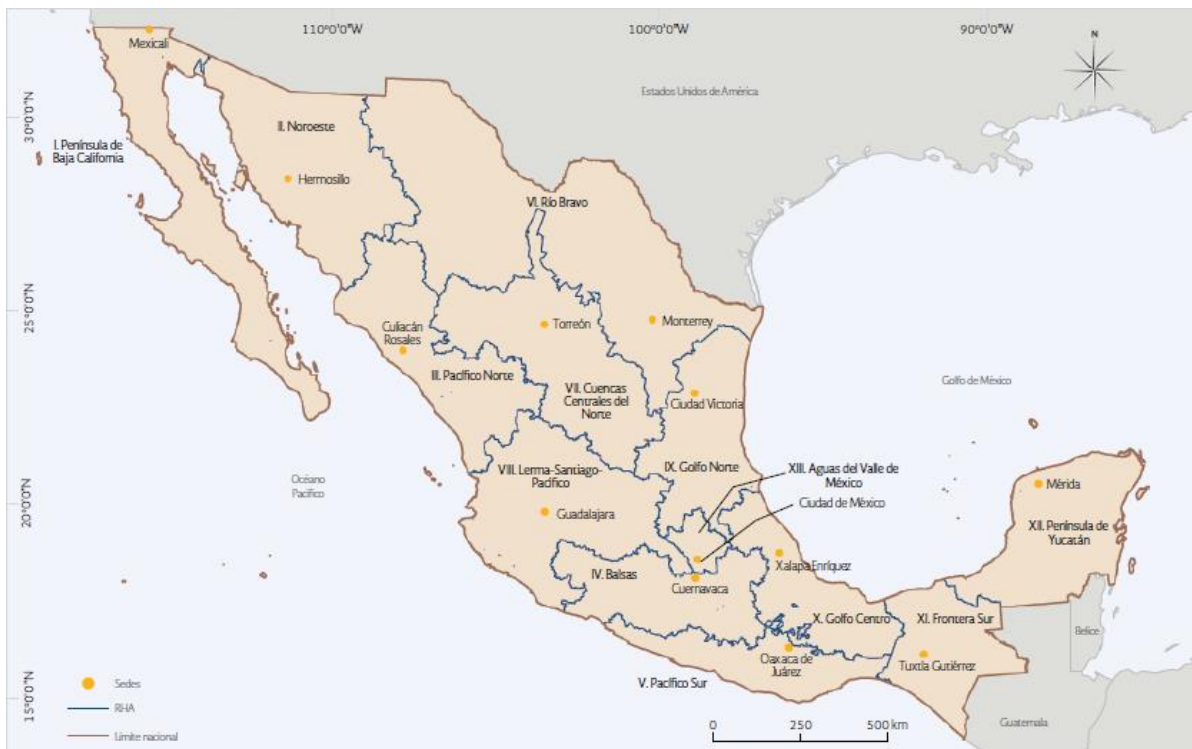 110°0'0"W
100°0'0"W
90°0'0"W
N
Mexicali
Estados Unidos de América
30°0'0"N
II. Noroeste
I. Península de
Baja California
Hermosillo
VI. Río Bravo
25°0'0"N
Culiacán
Rosales
Torreón
Monterrey
III. Pacífico Norte
VII. Cuencas
Centrales del
Norte
Ciudad Victoria
Golfo de México
VIII. Lerma-Santiago-
Pacífico
IX. Golfo Norte
XIII. Aguas del Valle de
México
Océano
Pacífico
20°0'0"N
Guadalajara
Ciudad de México
Mérida
XII. Península de
Yucatán
IV. Balsas
Cuernavaca
Xalapa Enríquez
X. Golfo Centro
XI. Frontera Sur
Belice
Oaxaca de
Juárez
Tuxtla Gutiérrez
V. Pacífico Sur
15°0'0"N
Sedes
RHA
Límite nacional
0 250 500 km
Guatemala